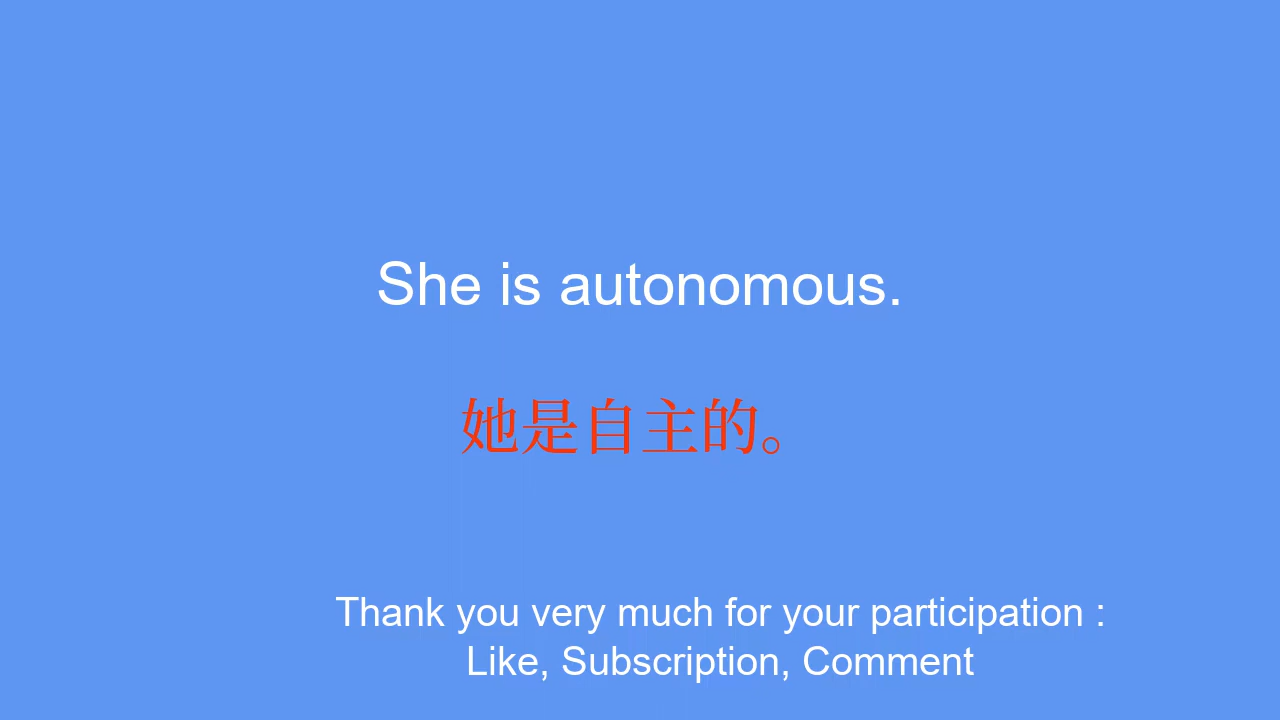 She is autonomous.
她是自主的。
Thank you very much for your participation :
Like, Subscription, Comment